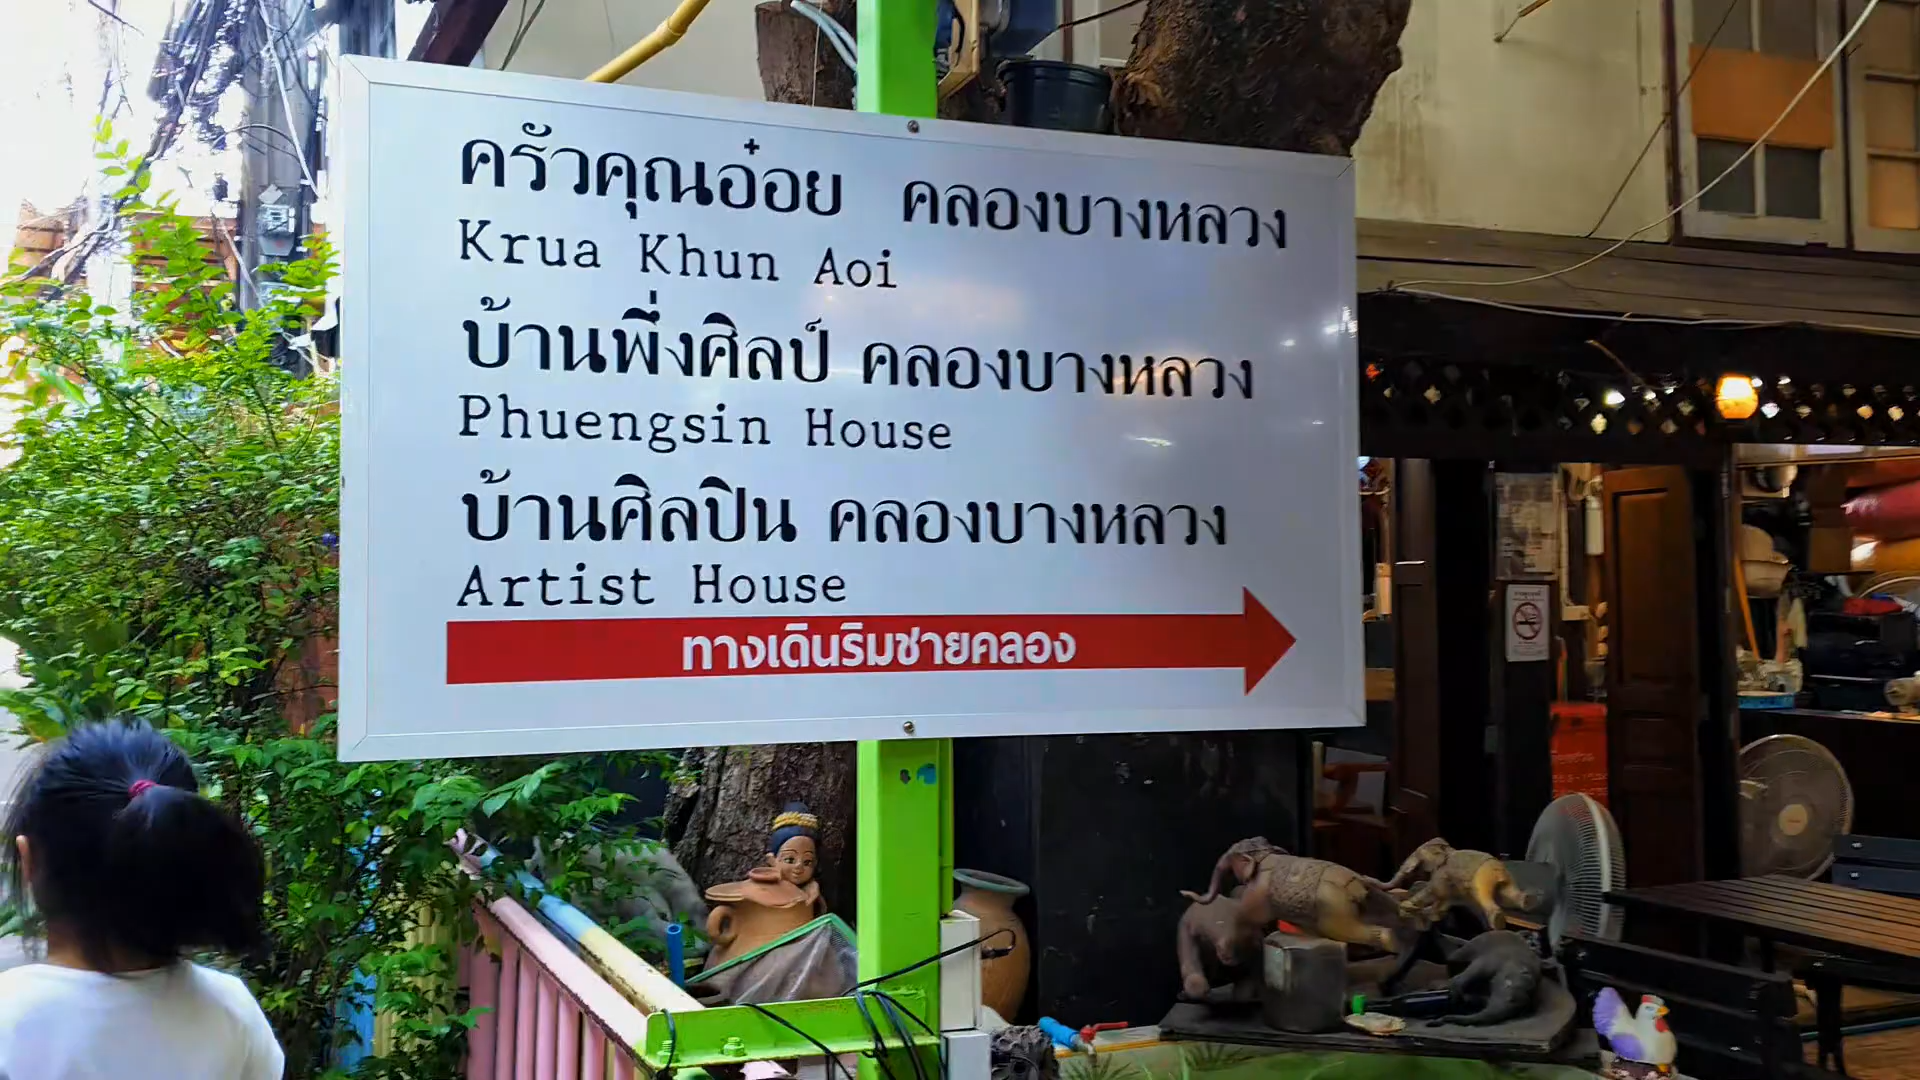 ครัวคุณอ๋อย คลองบางหลวง
Krua Khun Aoi
บ้านพึ่งศิลป์ คลองบางหลวง
Phuengsin House
บ้านศิลปิน คลองบางหลวง
Artist House
ทางเดินริมชายคลอง